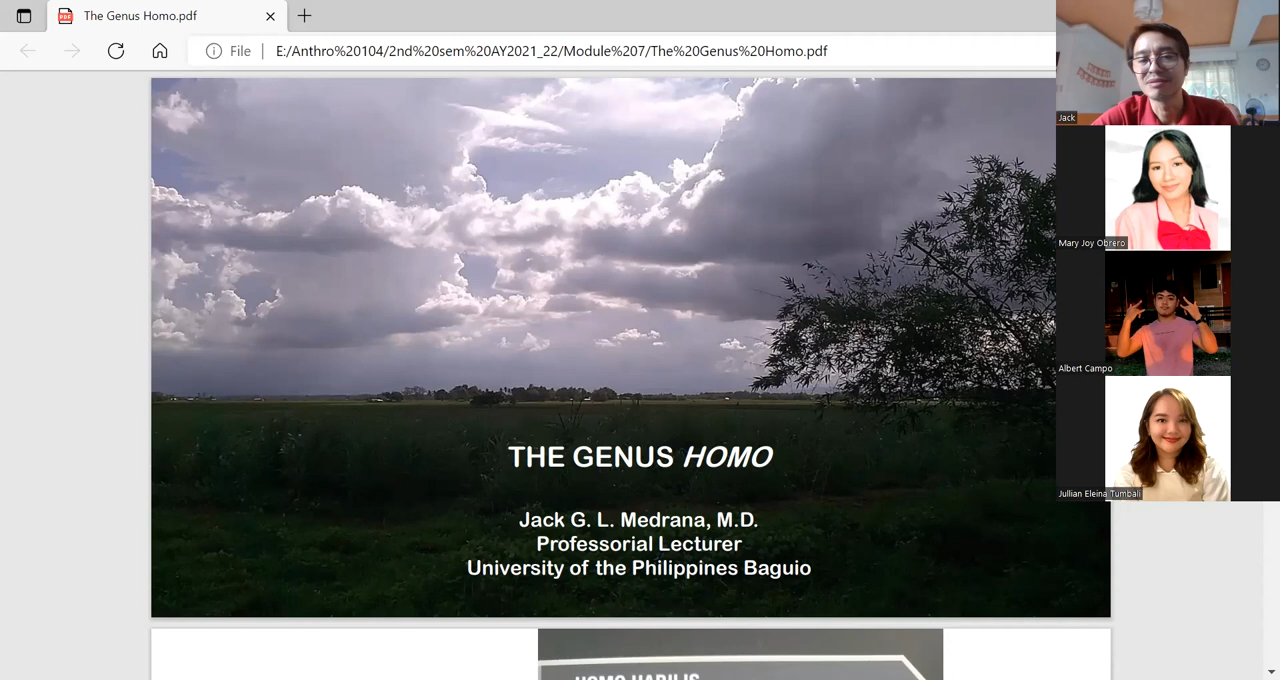 The Genus Homo.pdf
PDF
File
E:/Anthro%20104/2nd%20sem%20AY2021_22/Module%207/The%20Genus%20Homo.pdf
Jack
Mary Joy Obrero
Albert Campo
Jullian Eleina Tumbali
THE GENUS HOMO
Jack G. L. Medrana, M.D.
Professorial Lecturer
University of the Philippines Baguio
HOMO HABILIS